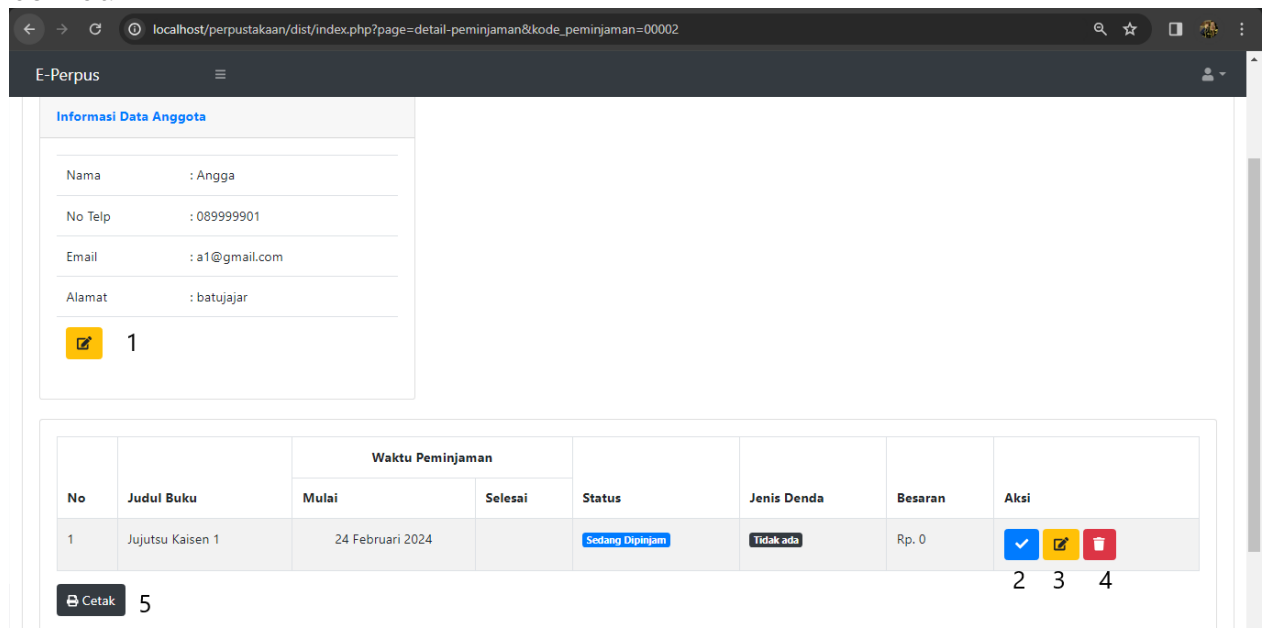 localhost/perpustakaan/dist/index.php?page=detail-peminjaman&kode_peminjaman=00002
E-Perpus
Informasi Data Anggota
Nama : Angga
No Telp : 089999901
Email : a1@gmail.com
Alamat : batujajar
1
Waktu Peminjaman
No Judul Buku Mulai Selesai Status Jenis Denda Besaran Aksi
1 Jujutsu Kaisen 1 24 Februari 2024 Sedang Dipinjam Tidak ada Rp. 0
2 3 4
Cetak 5